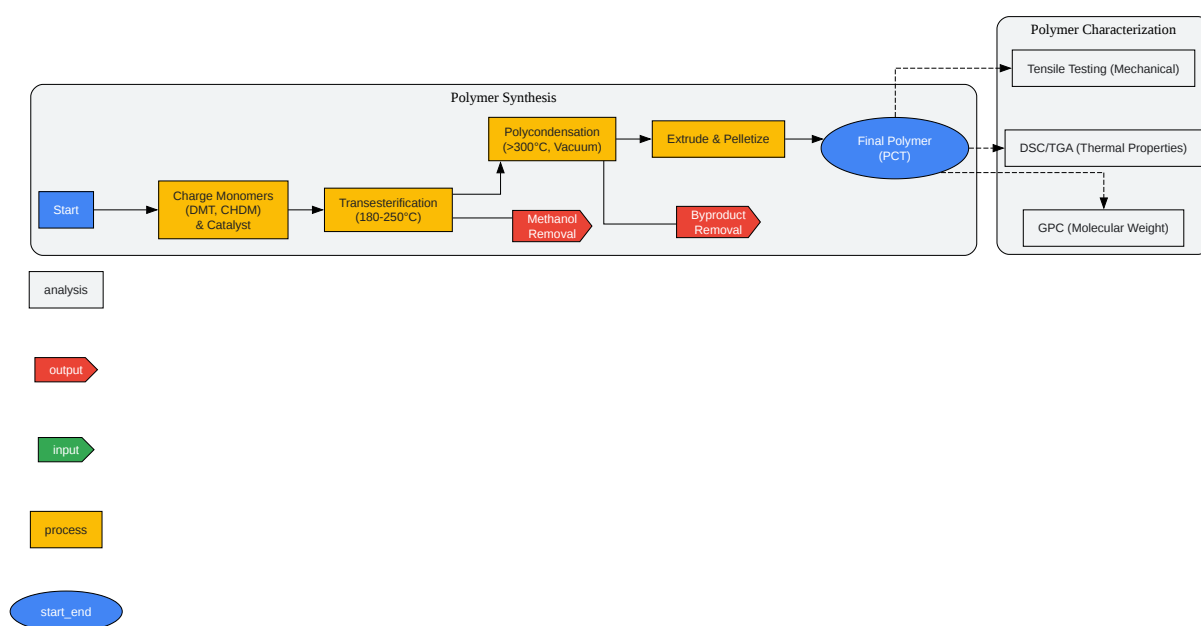 Polymer Characterization
Tensile Testing (Mechanical)
DSC/TGA (Thermal Properties)
GPC (Molecular Weight)
Polymer Synthesis
Start
Charge Monomers
(DMT, CHDM)
& Catalyst
Transesterification
(180-250°C)
Polycondensation
(>300°C, Vacuum)
Methanol
Removal
Extrude & Pelletize
Byproduct
Removal
Final Polymer
(PCT)
analysis
output
input
process
start_end